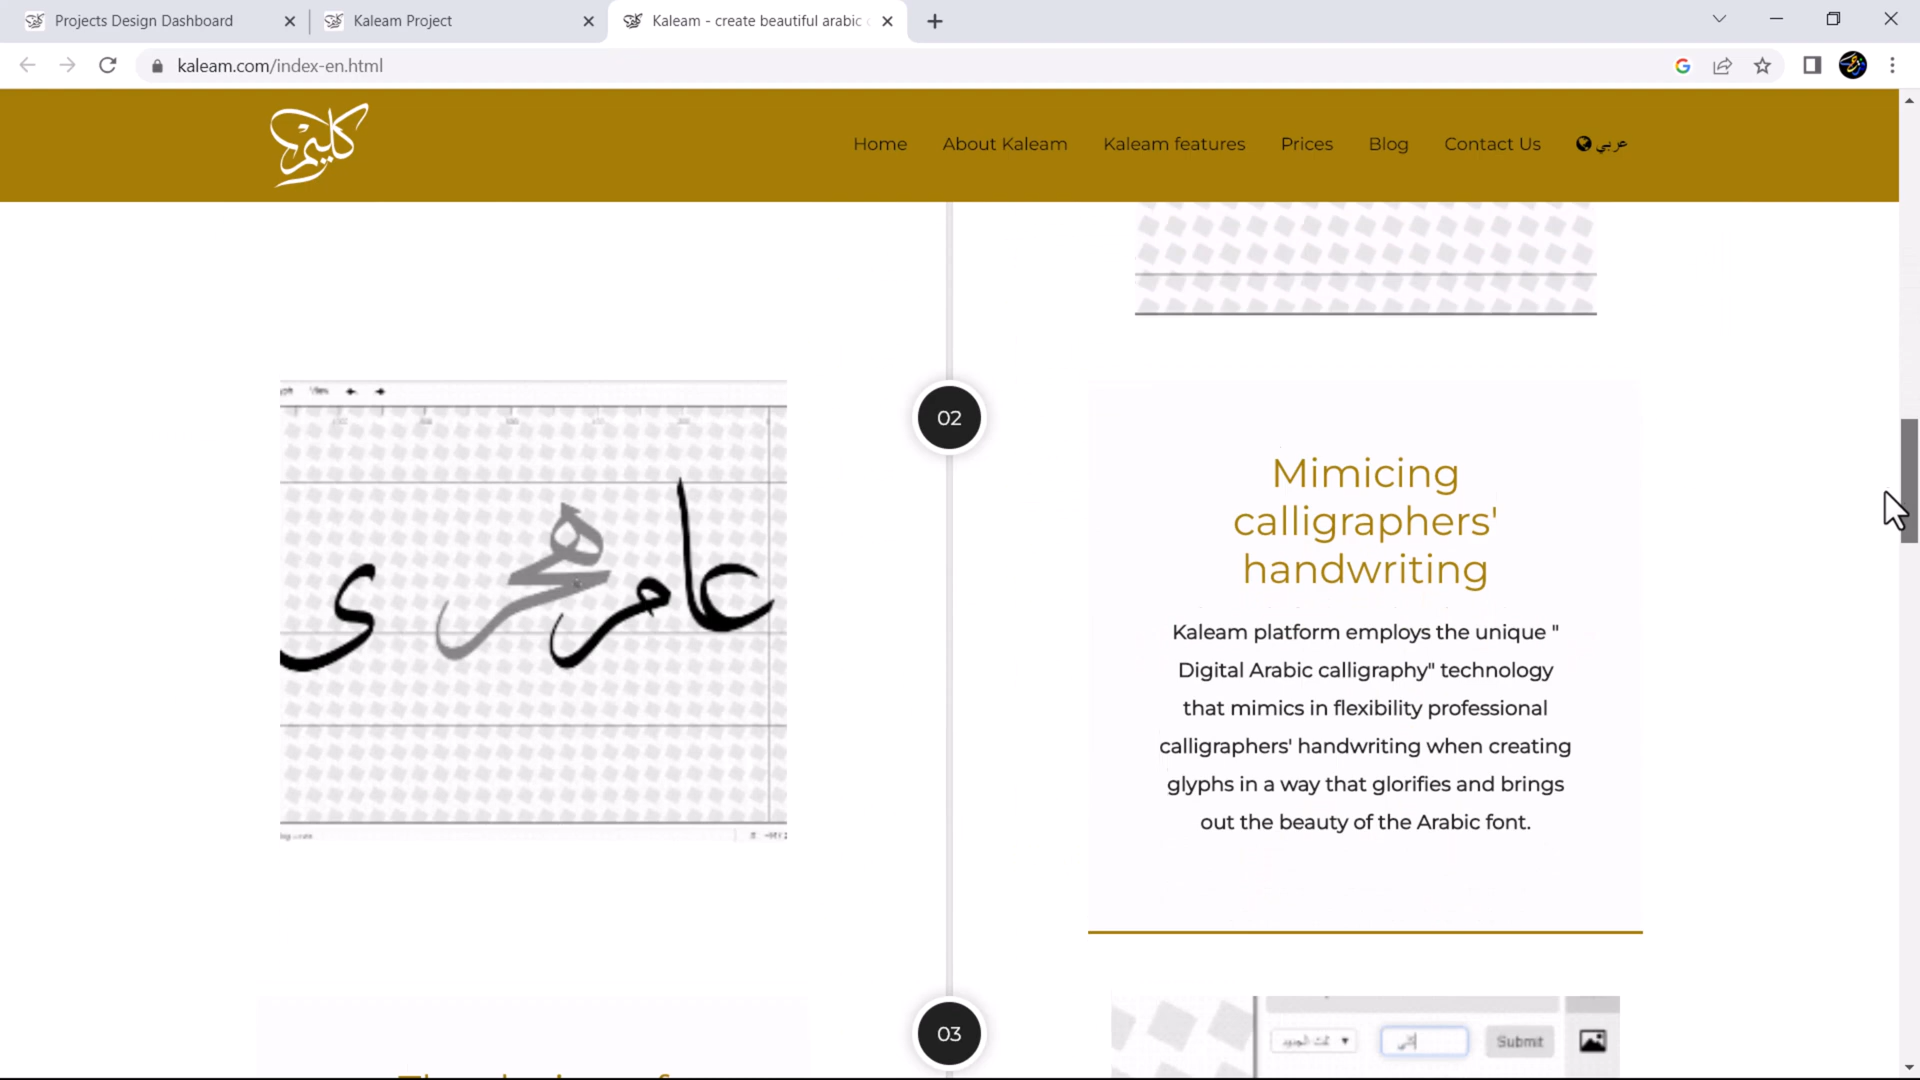 Projects Design Dashboard
Kaleam Project
Kaleam - create beautiful arabic
kaleam.com/index-en.html
كليم
Home
About Kaleam
Kaleam features
Prices
Blog
Contact Us
عربي
View
02
Mimicing
calligraphers'
handwriting
Kaleam platform employs the unique "
Digital Arabic calligraphy" technology
that mimics in flexibility professional
calligraphers' handwriting when creating
glyphs in a way that glorifies and brings
out the beauty of the Arabic font.
03
Submit